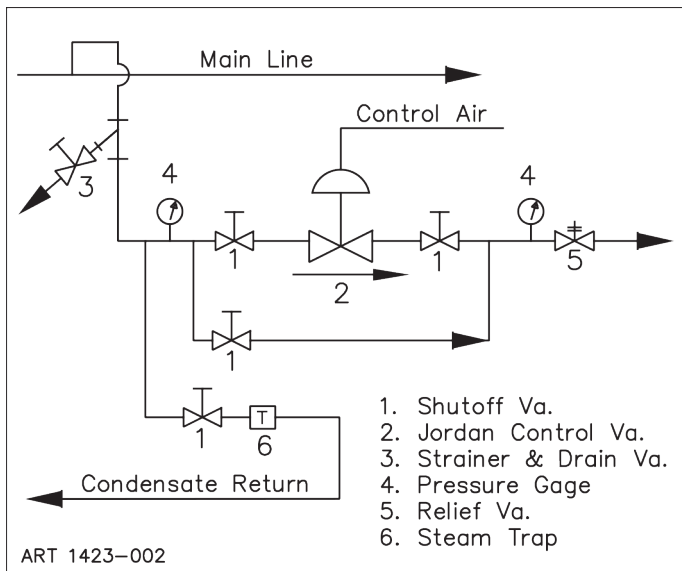 Main Line
Control Air
3
4
4
1
1
5
2
1
T
1
6
Condensate Return
1. Shutoff Va.
2. Jordan Control Va.
3. Strainer & Drain Va.
4. Pressure Gage
5. Relief Va.
6. Steam Trap
ART 1423-002